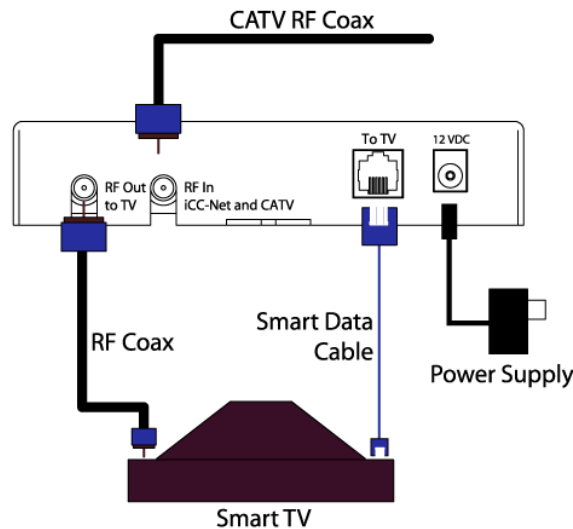 CATV RF Coax
To TV
12 VDC
RF Out
to TV
RF In
iCC-Net and CATV
RF Coax
Smart Data
Cable
Power Supply
Smart TV